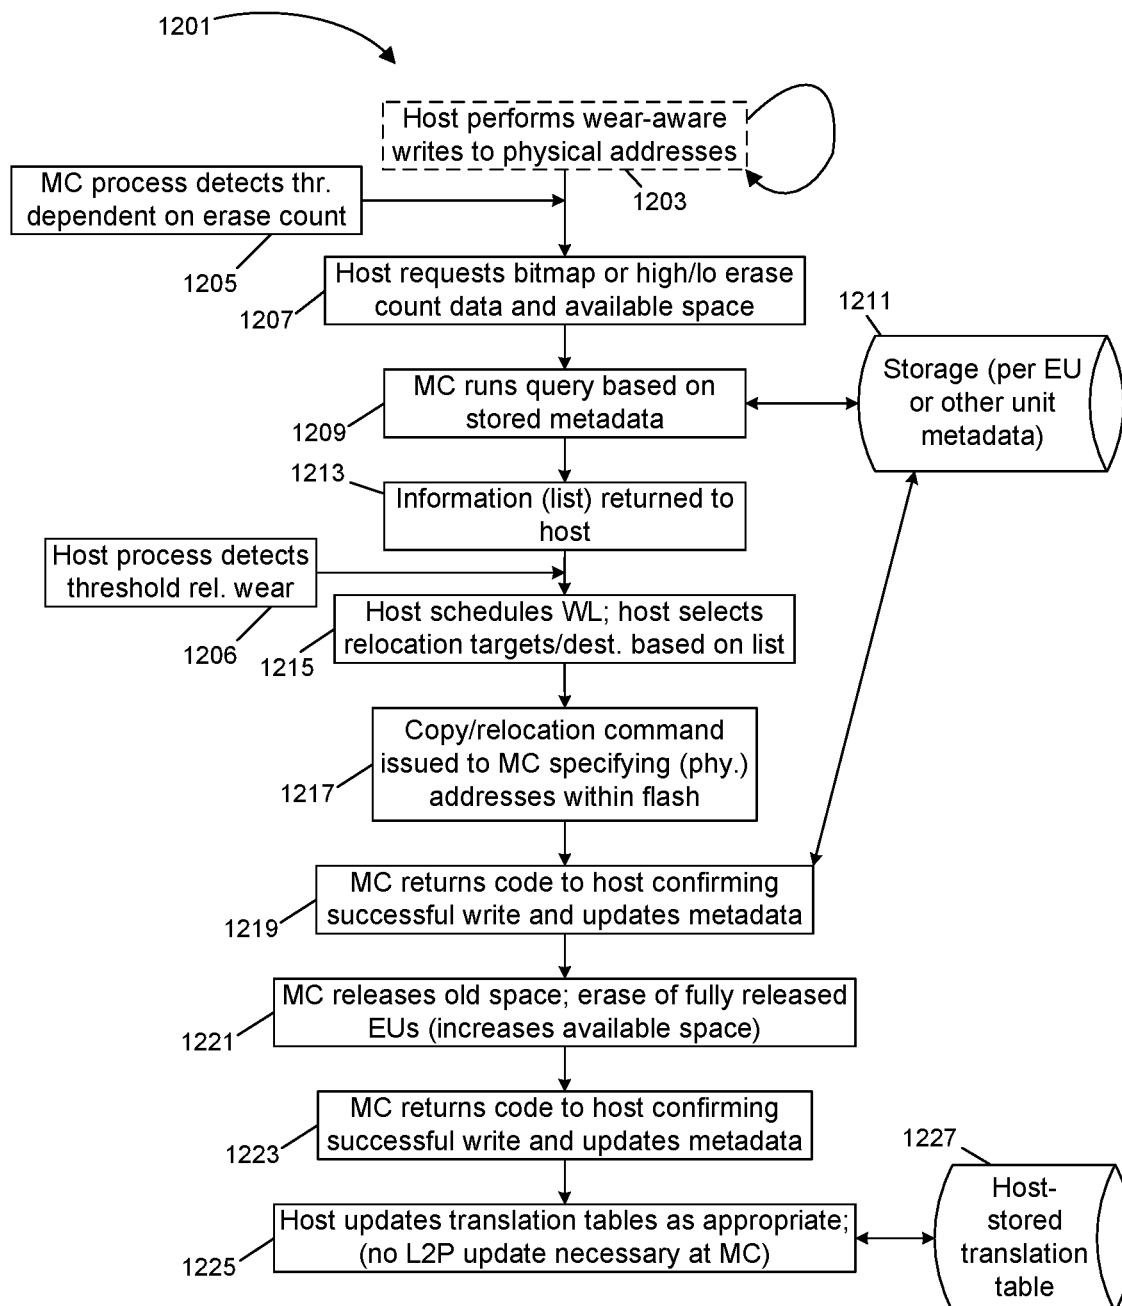 1201
Host performs wear-aware
writes to physical addresses
1203
MC process detects thr.
dependent on erase count
1205
Host requests bitmap or high/lo erase
count data and available space
1207
1211
Storage (per EU
or other unit
metadata)
MC runs query based on
stored metadata
1209
1213
Information (list) returned to
host
Host process detects
threshold rel. wear
1206
Host schedules WL; host selects
relocation targets/dest. based on list
1215
Copy/relocation command
issued to MC specifying (phy.)
addresses within flash
1217
MC returns code to host confirming
successful write and updates metadata
1219
MC releases old space; erase of fully released
EUs (increases available space)
1221
MC returns code to host confirming
successful write and updates metadata
1223
1227
Host-
stored
translation
table
Host updates translation tables as appropriate;
(no L2P update necessary at MC)
1225